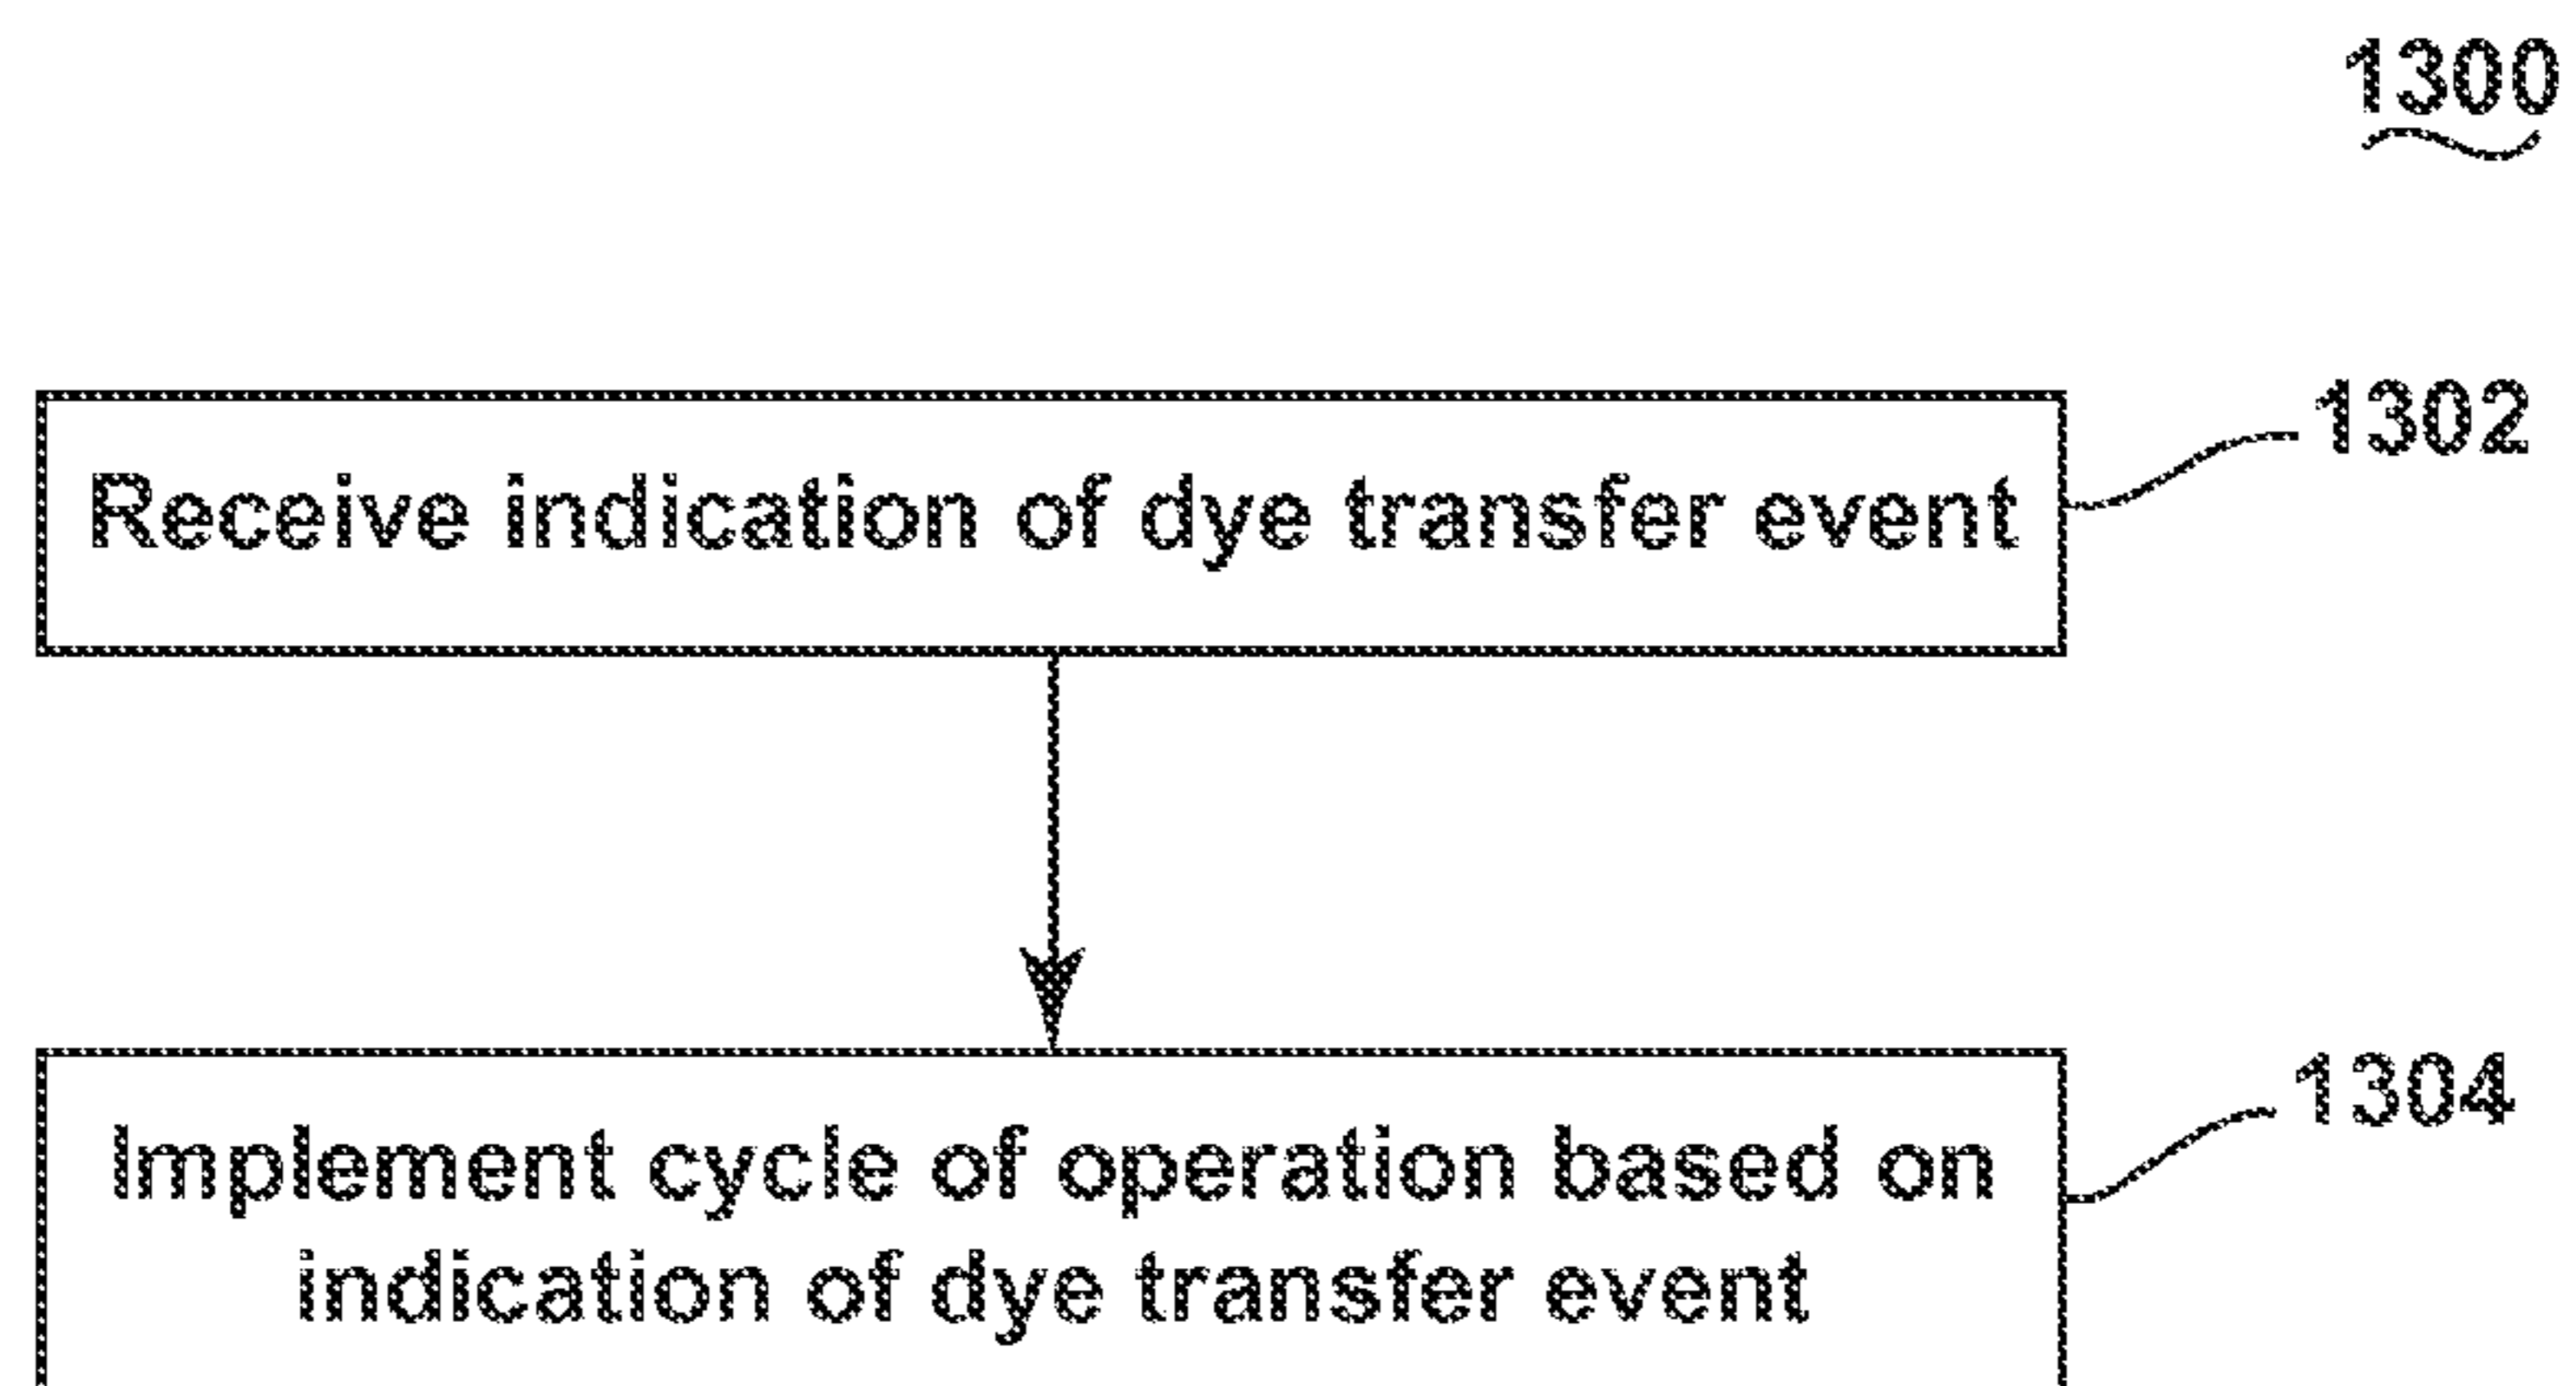 1300
Receive indication of dye transfer event
1302
Implement cycle of operation based on
indication of dye transfer event
1304